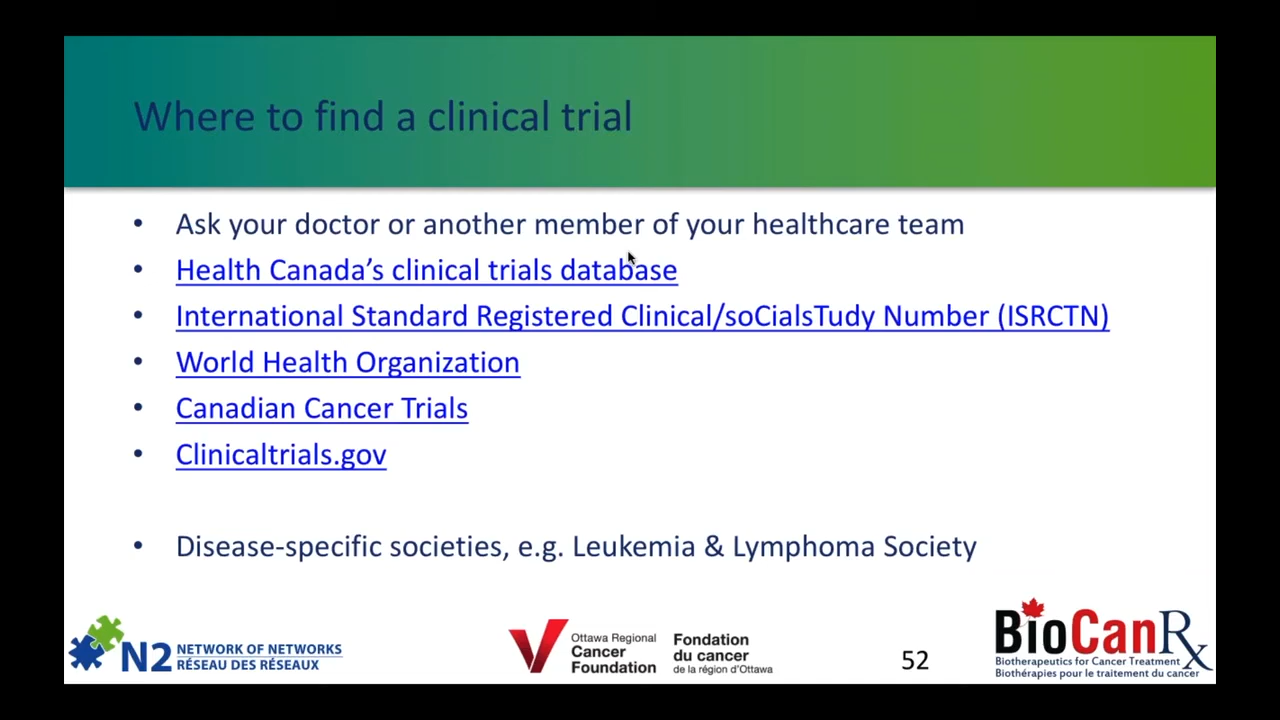 Where to find a clinical trial
• Ask your doctor or another member of your healthcare team
• Health Canada’s clinical trials database
• International Standard Registered Clinical/soCialsTudy Number (ISRCTN)
• World Health Organization
• Canadian Cancer Trials
• Clinicaltrials.gov
• Disease-specific societies, e.g. Leukemia & Lymphoma Society
N2 NETWORK OF NETWORKS
RÉSEAU DES RÉSEAUX
Ottawa Regional
Cancer
Foundation
Fondation
du cancer
de la région d'Ottawa
52
BioCanRx
Biotherapeutics for Cancer Treatment
Biothérapies pour le traitement du cancer